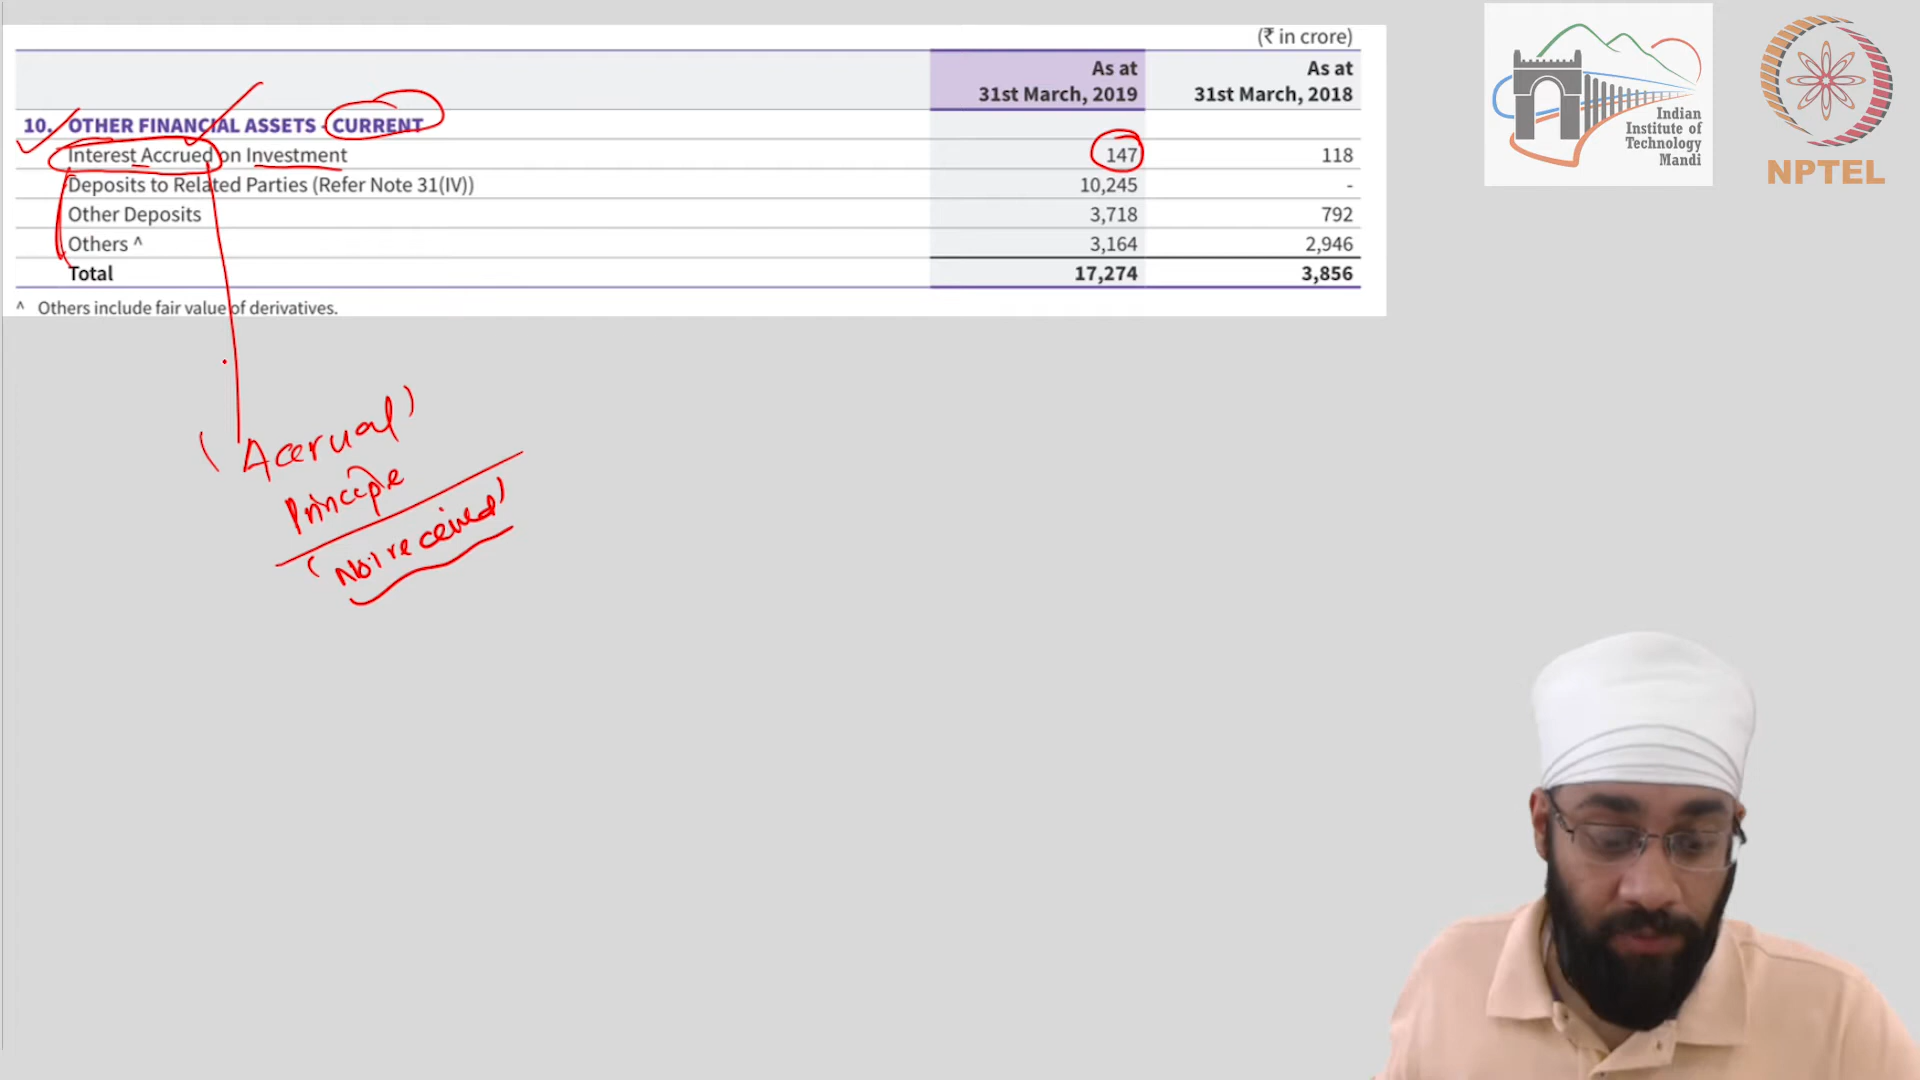 (₹ in crore)
As at 31st March, 2019
As at 31st March, 2018
10. OTHER FINANCIAL ASSETS - CURRENT
Interest Accrued on Investment 147 118
Deposits to Related Parties (Refer Note 31(IV)) 10,245 -
Other Deposits 3,718 792
Others ^ 3,164 2,946
Total 17,274 3,856
^ Others include fair value of derivatives.
(Accrual)
Principle
(Not received)
Indian
Institute of
Technology
Mandi
NPTEL